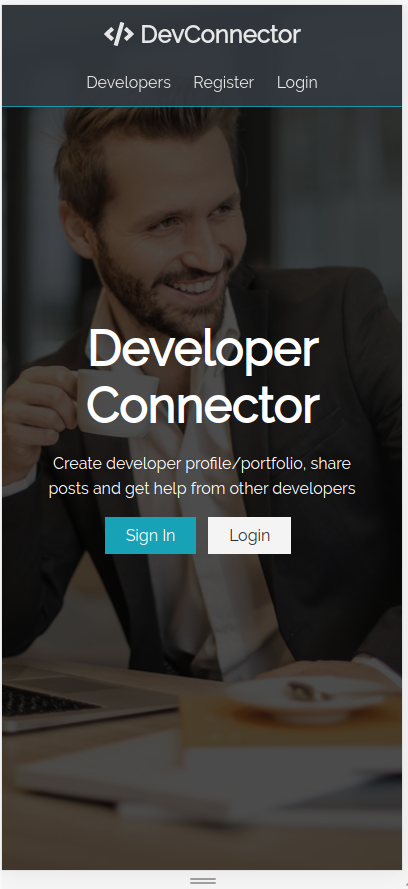 </> DevConnector
Developers Register Login
Developer
Connector
Create developer profile/portfolio, share
posts and get help from other developers
Sign In Login